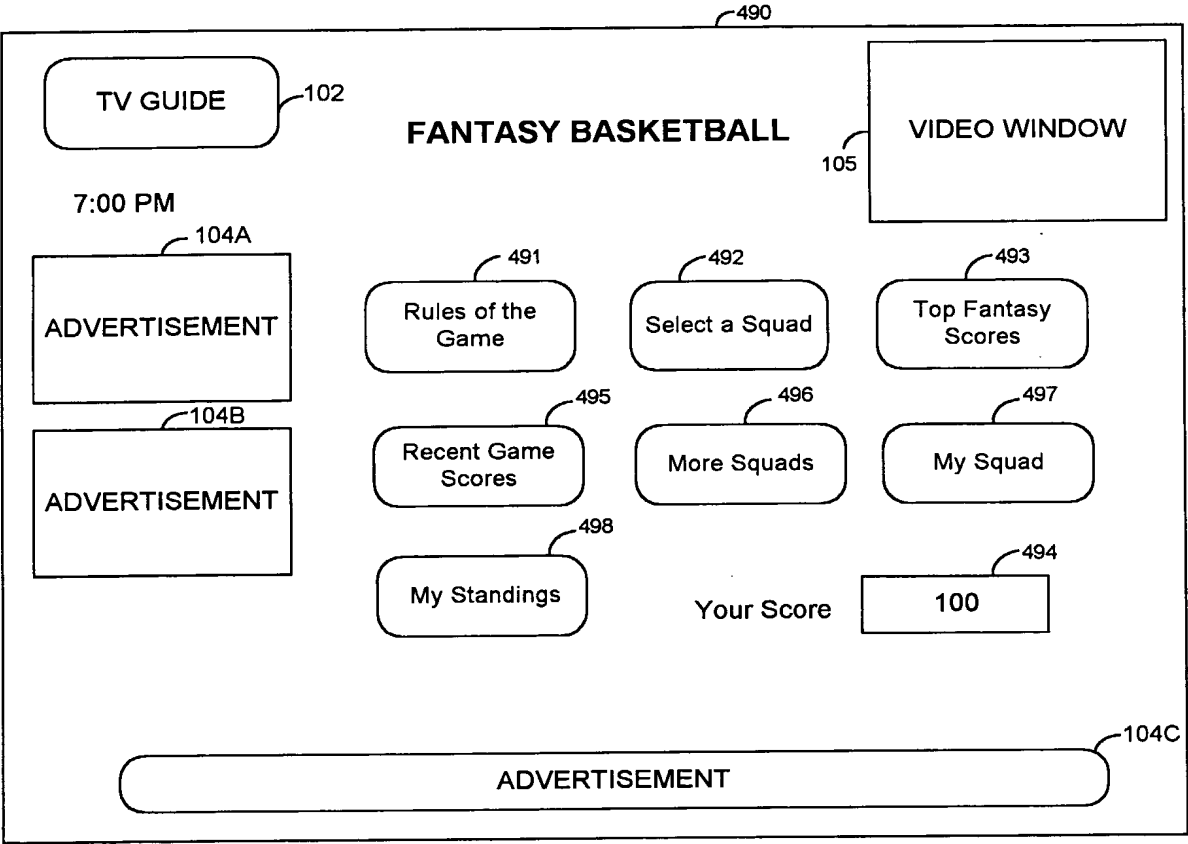 490
TV GUIDE
102
FANTASY BASKETBALL
105
VIDEO WINDOW
7:00 PM
104A
ADVERTISEMENT
491
Rules of the
Game
492
Select a Squad
493
Top Fantasy
Scores
104B
ADVERTISEMENT
495
Recent Game
Scores
496
More Squads
497
My Squad
498
My Standings
Your Score
494
100
104C
ADVERTISEMENT